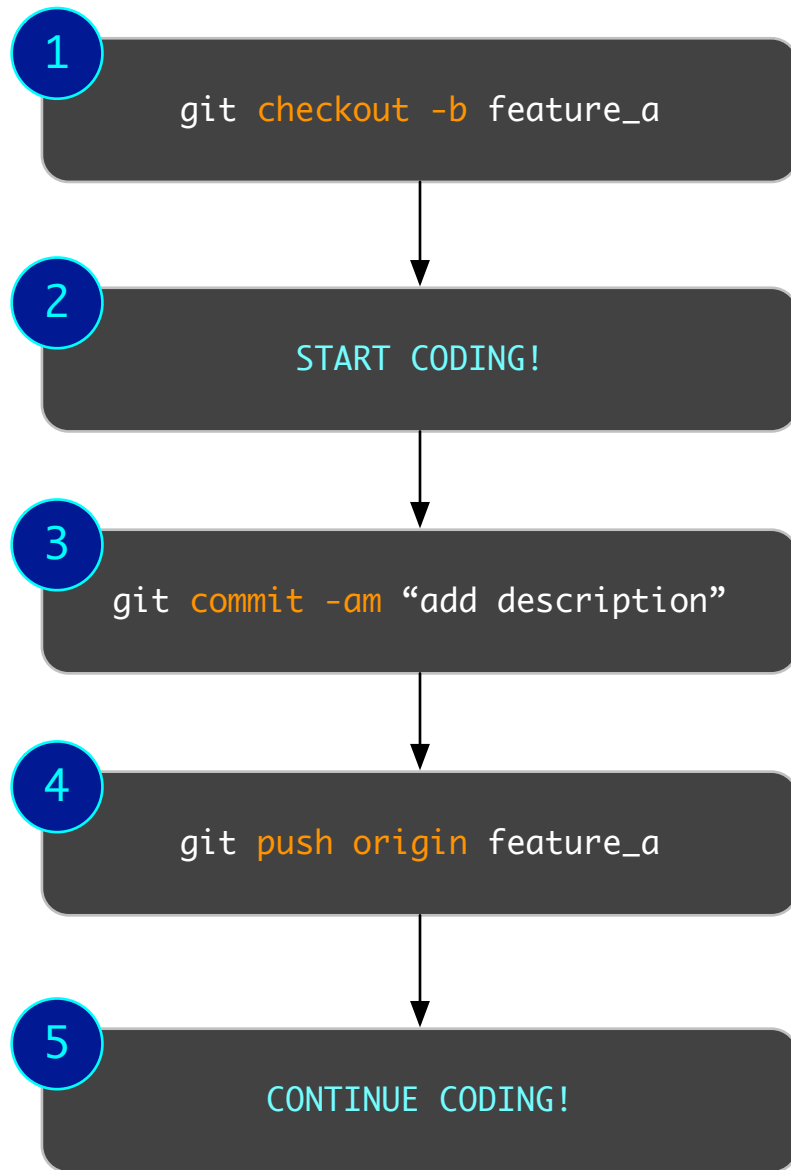 1
git checkout -b feature_a
2
START CODING!
3
git commit -am “add description”
4
git push origin feature_a
5
CONTINUE CODING!